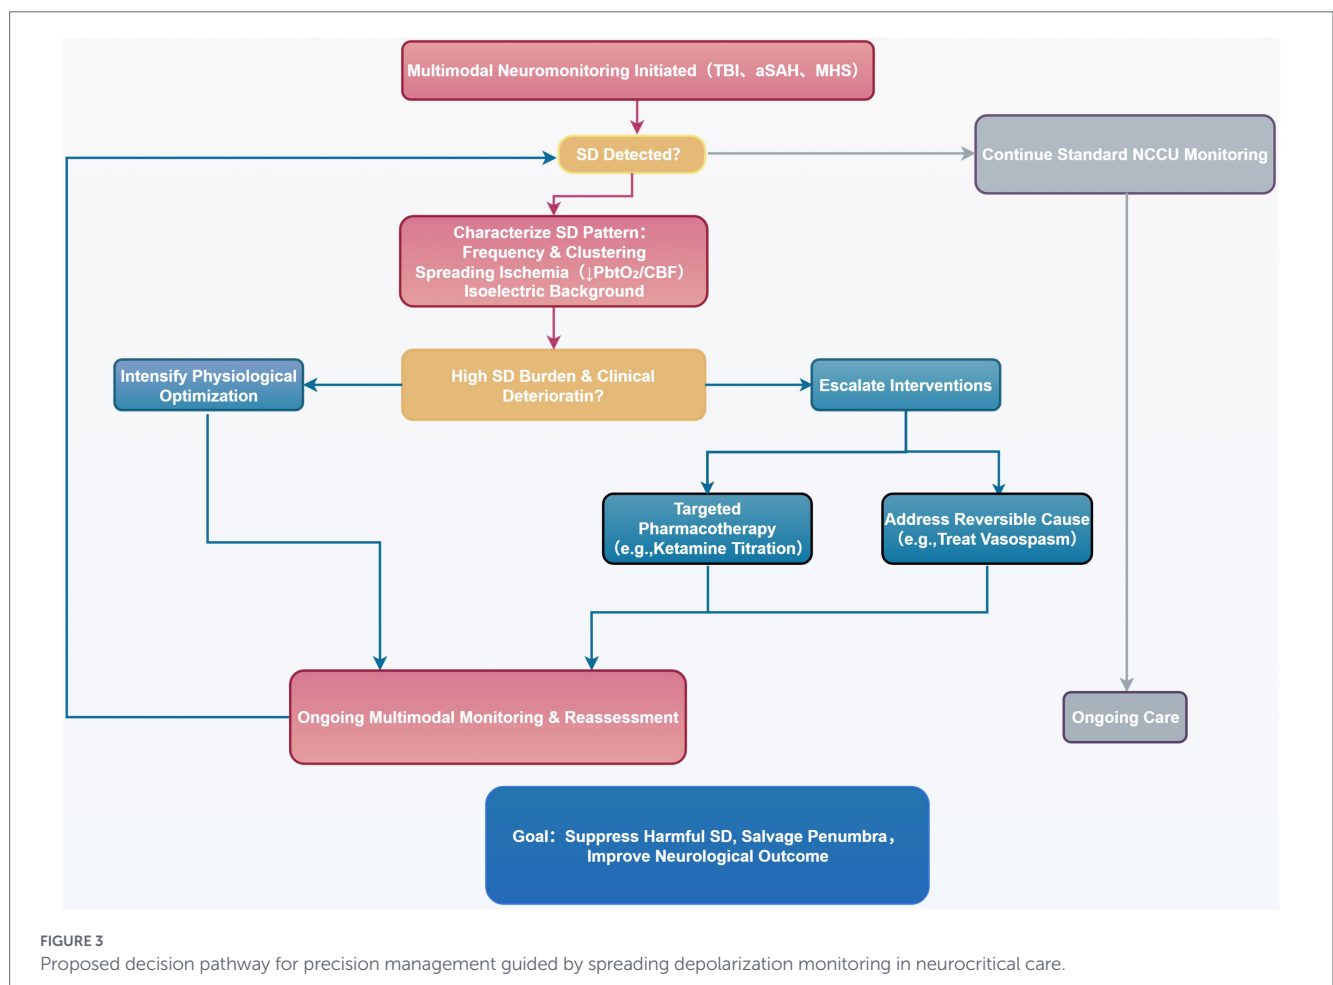 Multimodal Neuromonitoring Initiated（TBI、aSAH、MHS）
SD Detected?
Continue Standard NCCU Monitoring
Characterize SD Pattern：
Frequency & Clustering
Spreading Ischemia（↓PbtO₂/CBF）
Isoelectric Background
Intensify Physiological
Optimization
High SD Burden & Clinical
Deterioratin?
Escalate Interventions
Targeted
Pharmacotherapy
（e.g.,Ketamine Titration）
Address Reversible Cause
（e.g.,Treat Vasospasm）
Ongoing Multimodal Monitoring & Reassessment
Ongoing Care
Goal：Suppress Harmful SD, Salvage Penumbra，
Improve Neurological Outcome
FIGURE 3
Proposed decision pathway for precision management guided by spreading depolarization monitoring in neurocritical care.